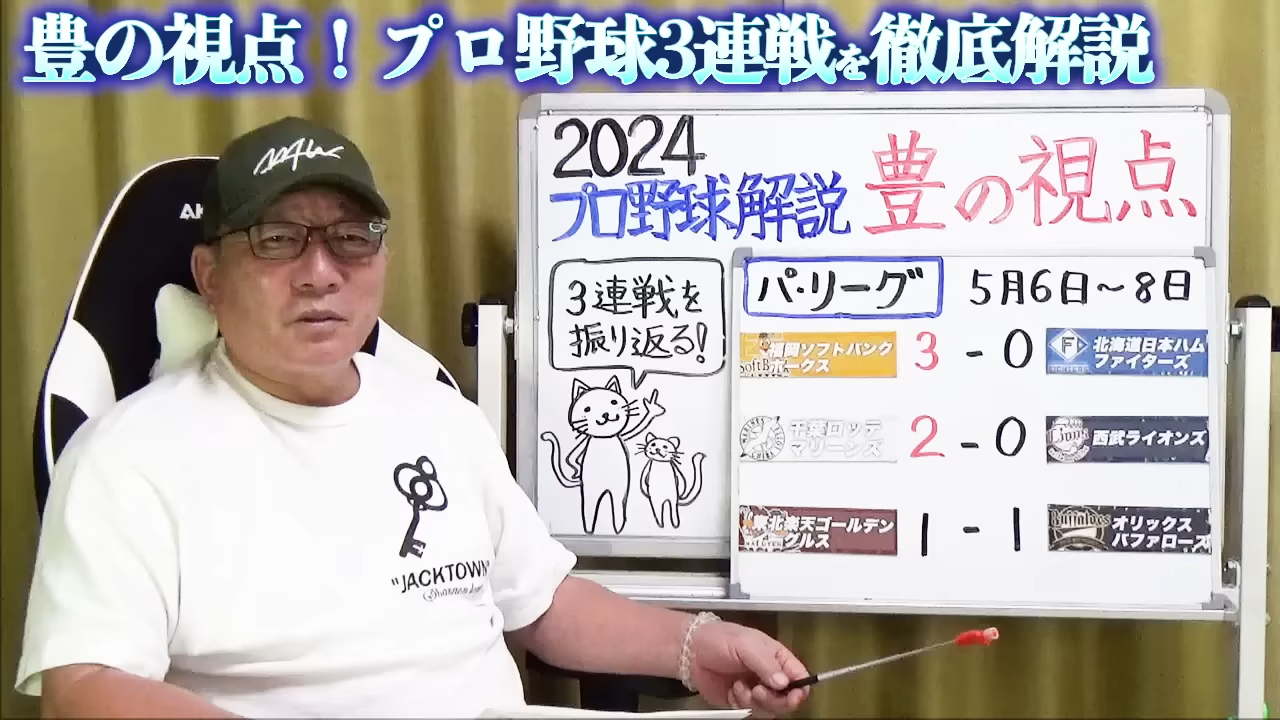 豊の視点！プロ野球3連戦を徹底解説
2024
プロ野球解説 豊の視点
3連戦を
振り返る!
パ・リーグ 5月6日〜8日
福岡ソフトバンク
ホークス
SoftBank
3 - 0
北海道日本ハム
ファイターズ
F
千葉ロッテ
マリーンズ
2 - 0
西武ライオンズ
Lions
東北楽天ゴールデン
グルス
1 - 1
Buffaloes
オリックス
バファローズ
AK
"JACKTOWN"